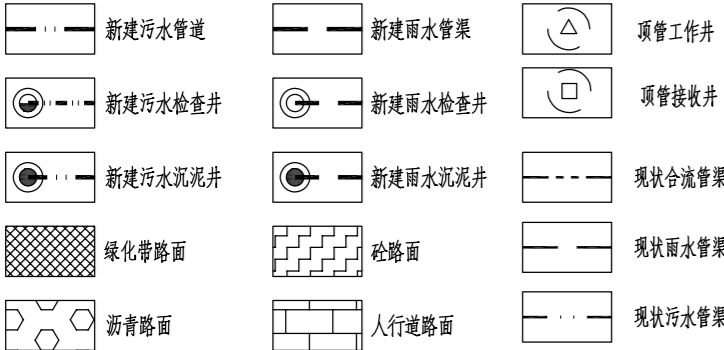 新建污水管道
新建雨水管渠
顶管工作井
新建污水检查井
新建雨水检查井
顶管接收井
新建污水沉泥井
新建雨水沉泥井
现状合流管渠
绿化带路面
砼路面
现状雨水管渠
沥青路面
人行道路面
现状污水管渠